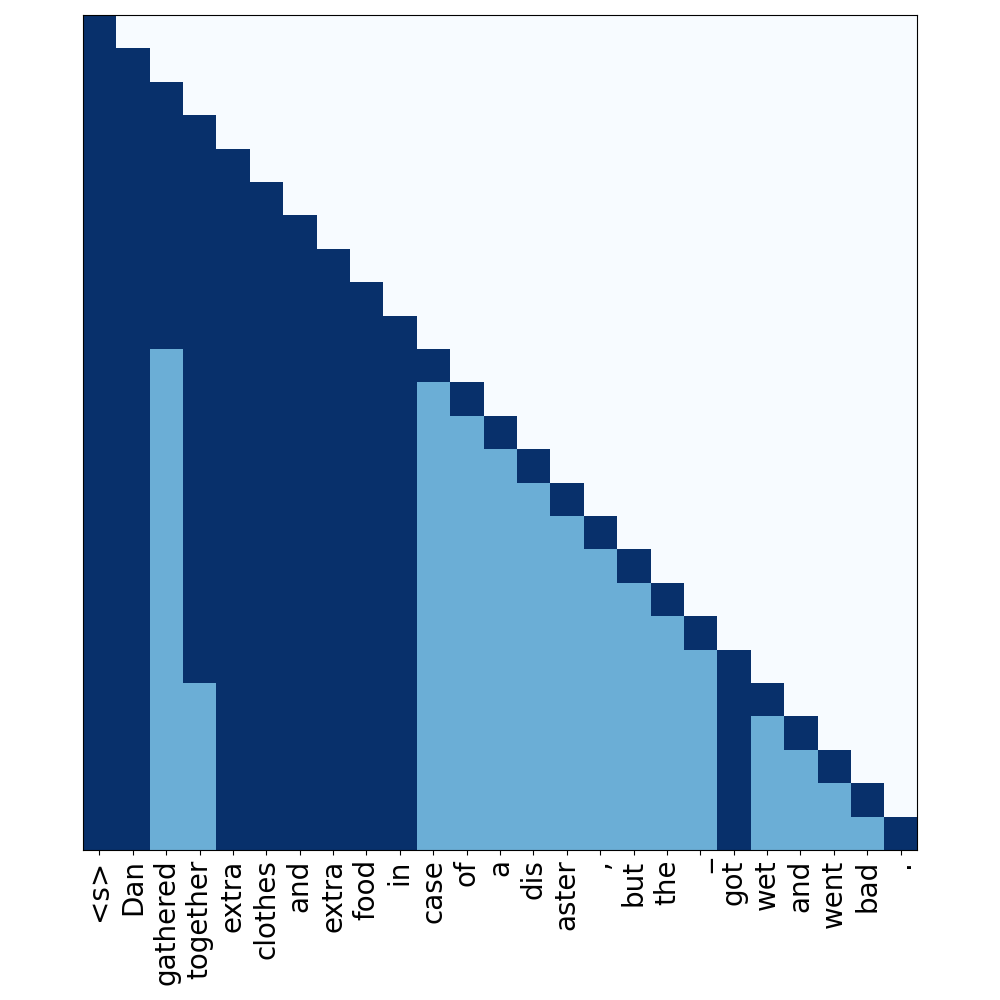 <s> Dan gathered together extra clothes and extra food in case of a dis aster , but the _ got wet and went bad .